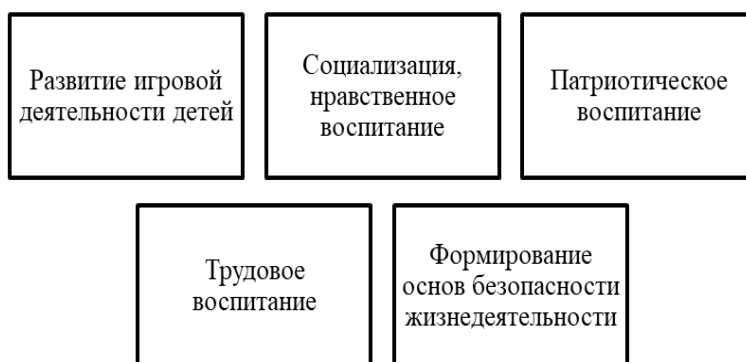 Развитие игровой
деятельности детей
Социализация,
нравственное
воспитание
Патриотическое
воспитание
Трудовое
воспитание
Формирование
основ безопасности
жизнедеятельности